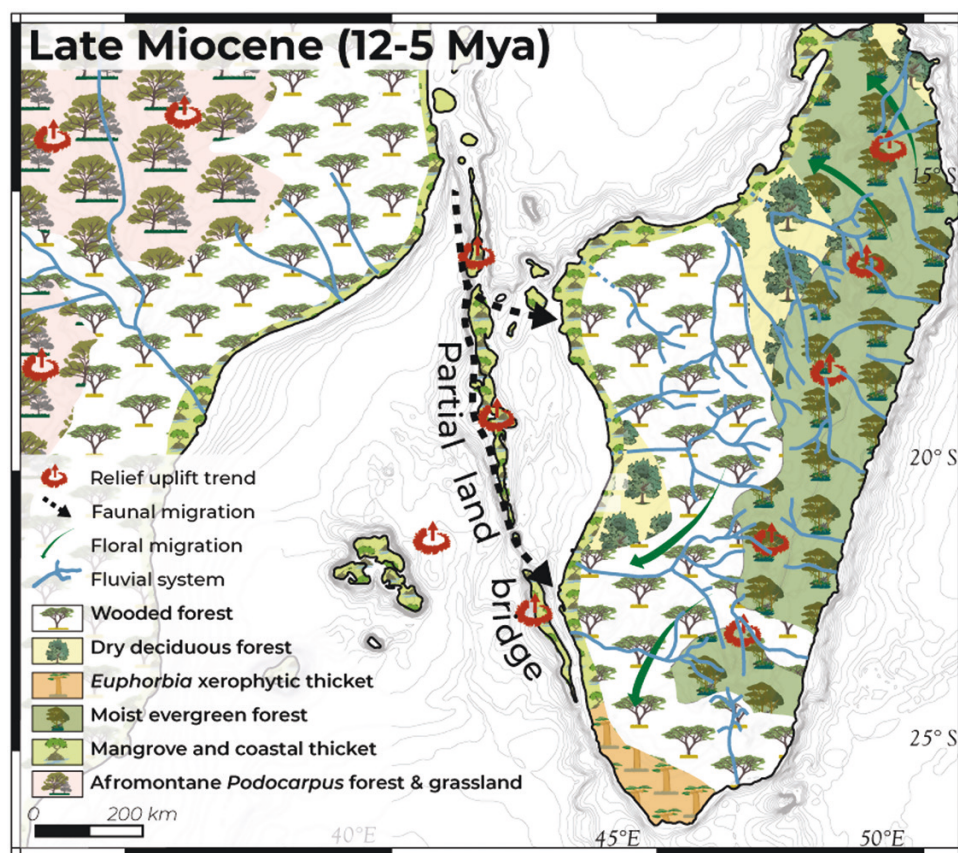 Late Miocene (12-5 Mya)
15° S
Partial land bridge
20° S
Relief uplift trend
Faunal migration
Floral migration
Fluvial system
Wooded forest
Dry deciduous forest
Euphorbia xerophytic thicket
Moist evergreen forest
Mangrove and coastal thicket
25° S
Afromontane Podocarpus forest & grassland
0 200 km
40°E 45°E 50°E